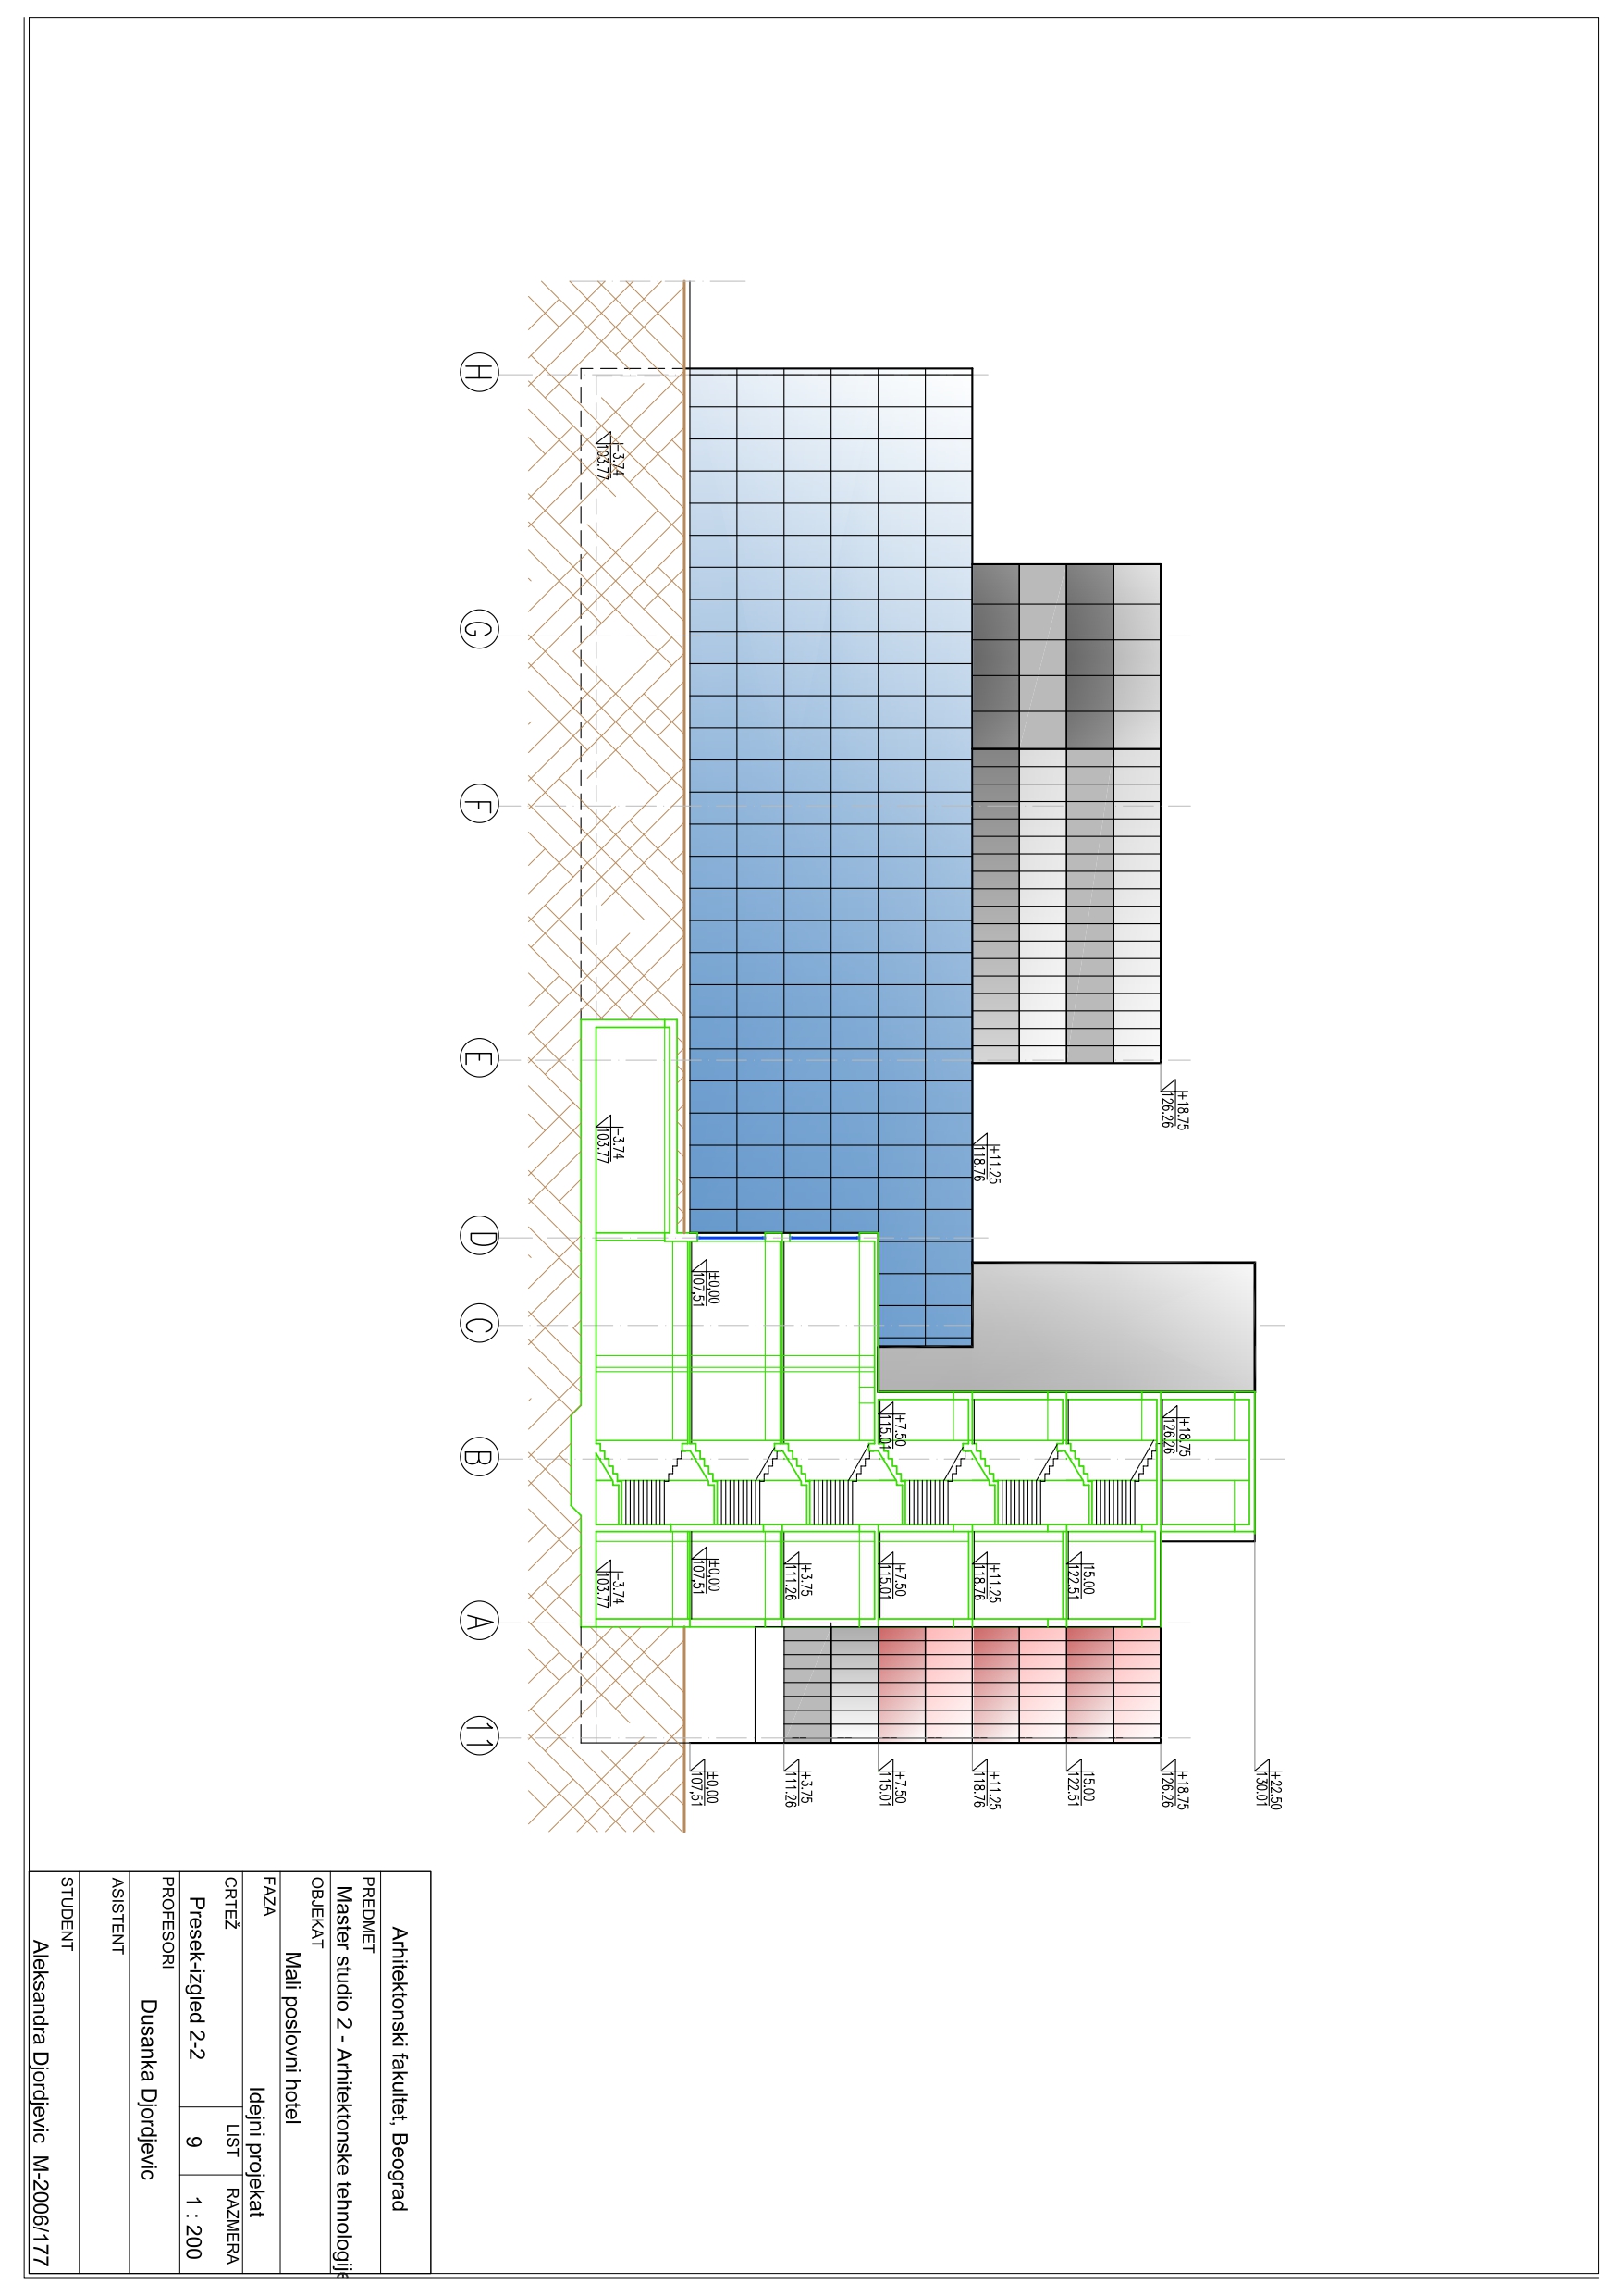 +22.50
130.01
+18.75
126.26
+18.75
126.26
+18.75
126.26
15.00
122.51
15.00
122.51
+11.25
118.76
+11.25
118.76
+11.25
118.76
+7.50
115.01
+7.50
115.01
+7.50
115.01
+3.75
111.26
+3.75
111.26
±0,00
107,51
±0,00
107,51
±0,00
107,51
-3.74
103.77
-3.74
103.77
-3.74
103.77
H G F E D C B A 11
Arhitektonski fakultet, Beograd
PREDMET
Master studio 2 - Arhitektonske tehnologije
OBJEKAT
Mali poslovni hotel
FAZA
Idejni projekat
CRTEŽ LIST RAZMERA
Presek-izgled 2-2 9 1 : 200
PROFESORI
Dusanka Djordjevic
ASISTENT
STUDENT
Aleksandra Djordjevic M-2006/177